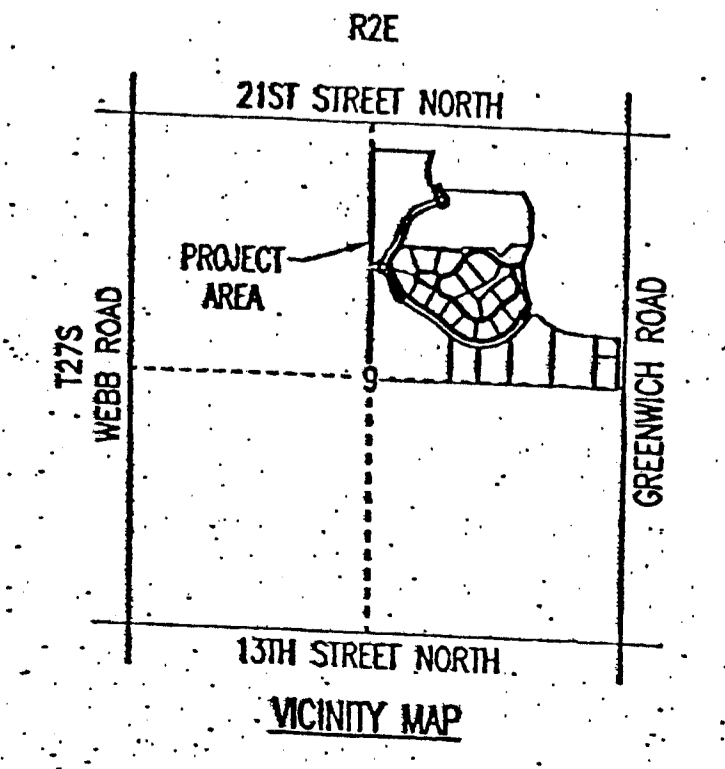 R2E
21ST STREET NORTH
PROJECT
AREA
T27S
WEBB ROAD
GREENWICH ROAD
9
13TH STREET NORTH
VICINITY MAP